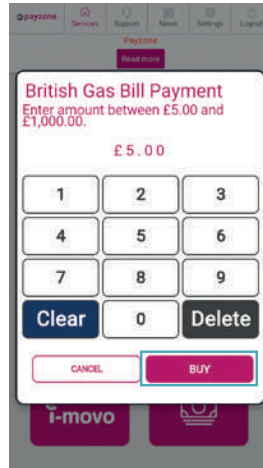 payzone
Services
Support
News
Settings
Logout
Payzone
Read more
British Gas Bill Payment
Enter amount between £5.00 and
£1,000.00.
£5.00
1 2 3
4 5 6
7 8 9
Clear 0 Delete
CANCEL BUY
i-movo